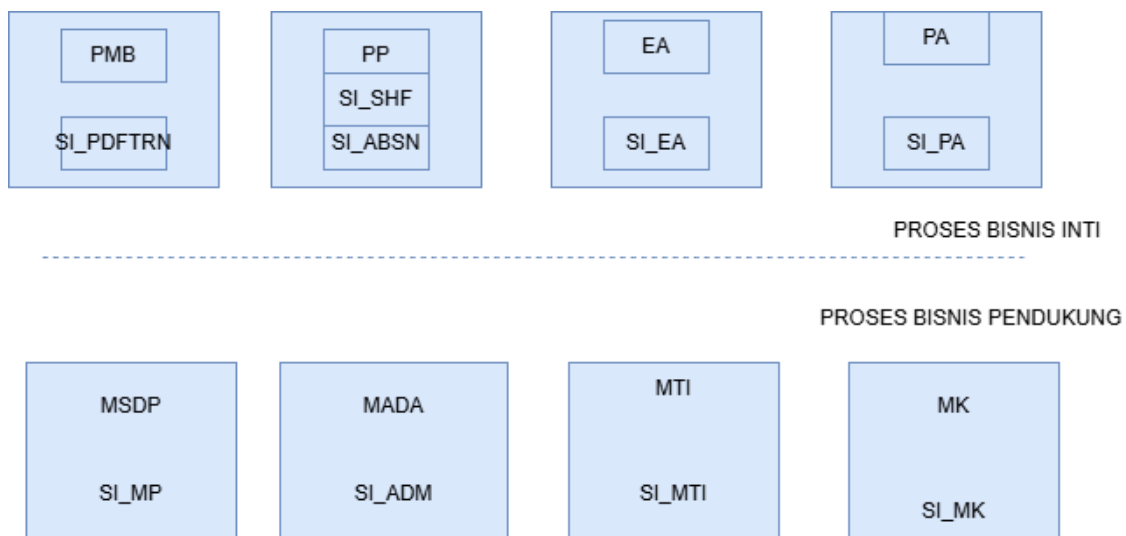 PMB
SI_PDFTRN
PP
SI_SHF
SI_ABSN
EA
SI_EA
PA
SI_PA
PROSES BISNIS INTI
PROSES BISNIS PENDUKUNG
MSDP
SI_MP
MADA
SI_ADM
MTI
SI_MTI
MK
SI_MK